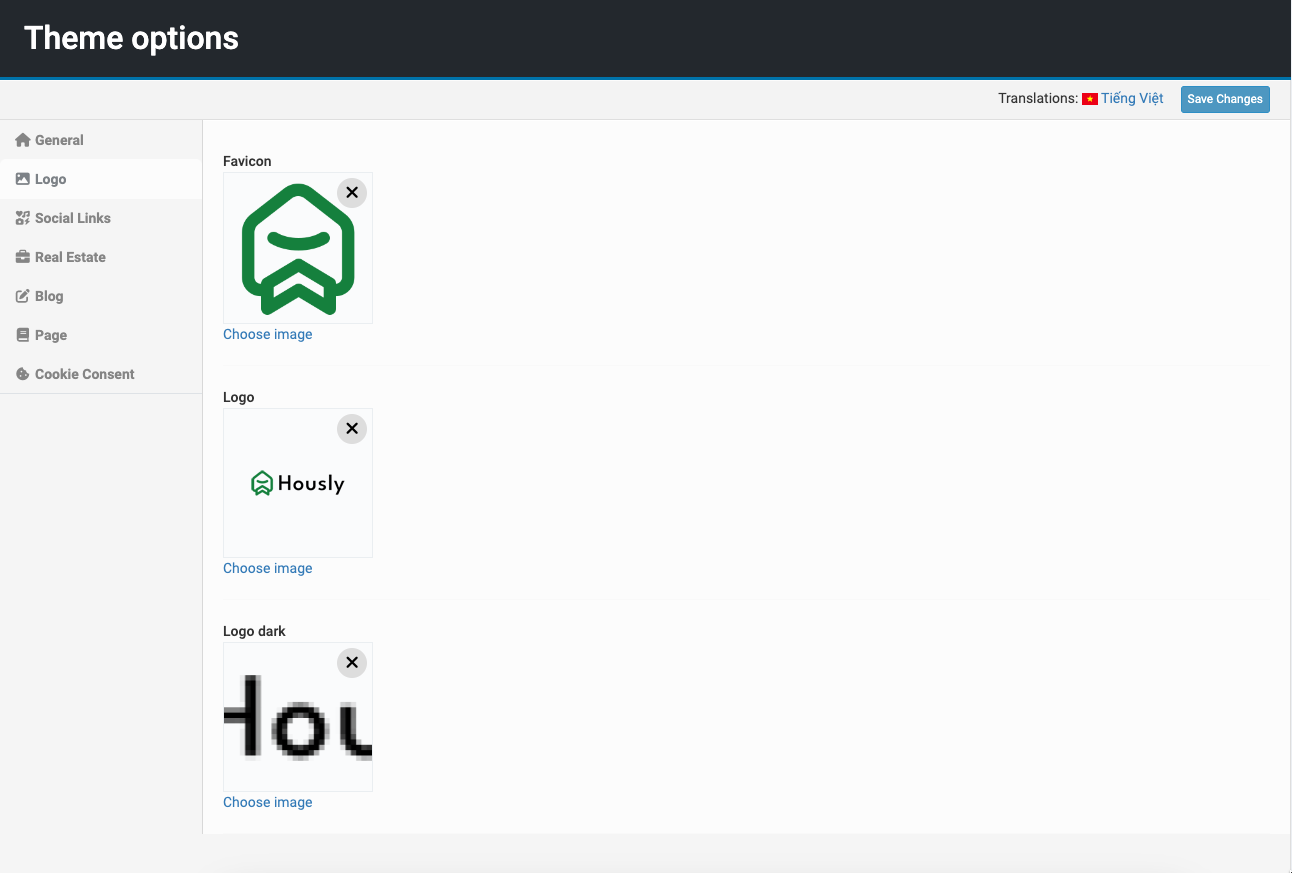 Theme options
Translations: Tiếng Việt Save Changes
General
Logo
Social Links
Real Estate
Blog
Page
Cookie Consent
Favicon
Choose image
Logo
Hously
Choose image
Logo dark
Hou
Choose image